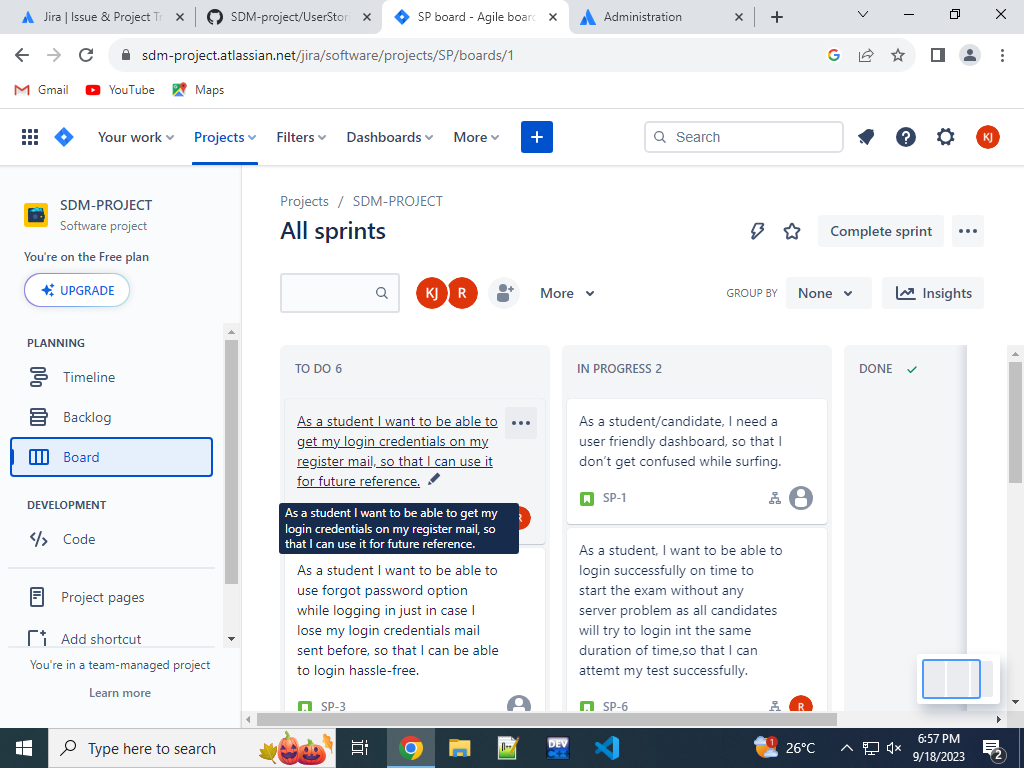 Jira | Issue & Project Tr
SDM-project/UserStori
SP board - Agile board
Administration
sdm-project.atlassian.net/jira/software/projects/SP/boards/1
Gmail
YouTube
Maps
Your work
Projects
Filters
Dashboards
More
Search
KJ
SDM-PROJECT
Software project
You're on the Free plan
UPGRADE
PLANNING
Timeline
Backlog
Board
DEVELOPMENT
Code
Project pages
Add shortcut
You're in a team-managed project
Learn more
Projects / SDM-PROJECT
All sprints
Complete sprint
KJ
R
More
GROUP BY
None
Insights
TO DO 6
As a student I want to be able to
get my login credentials on my
register mail, so that I can use it
for future reference.
As a student I want to be able to get my
login credentials on my register mail, so
that I can use it for future reference.
R
As a student I want to be able to
use forgot password option
while logging in just in case I
lose my login credentials mail
sent before, so that I can be able
to login hassle-free.
SP-3
IN PROGRESS 2
As a student/candidate, I need a
user friendly dashboard, so that I
don't get confused while surfing.
SP-1
As a student, I want to be able to
login successfully on time to
start the exam without any
server problem as all candidates
will try to login int the same
duration of time,so that I can
attemt my test successfully.
SP-6
R
DONE
Type here to search
DEV
1
26°C
6:57 PM
9/18/2023
2